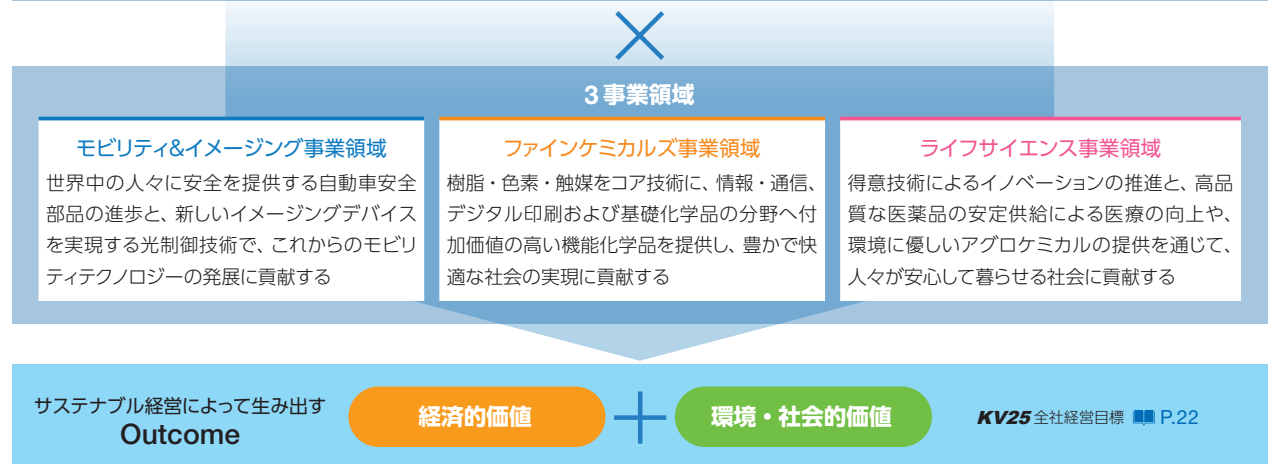 ×
3事業領域
モビリティ&イメージング事業領域
世界中の人々に安全を提供する自動車安全
部品の進歩と、新しいイメージングデバイス
を実現する光制御技術で、これからのモビリ
ティテクノロジーの発展に貢献する
ファインケミカルズ事業領域
樹脂・色素・触媒をコア技術に、情報・通信、
デジタル印刷および基礎化学品の分野へ付
加価値の高い機能化学品を提供し、豊かで快
適な社会の実現に貢献する
ライフサイエンス事業領域
得意技術によるイノベーションの推進と、高品
質な医薬品の安定供給による医療の向上や、
環境に優しいアグロケミカルの提供を通じて、
人々が安心して暮らせる社会に貢献する
サステナブル経営によって生み出す
Outcome
経済的価値
+
環境・社会的価値
KV25 全社経営目標 P.22